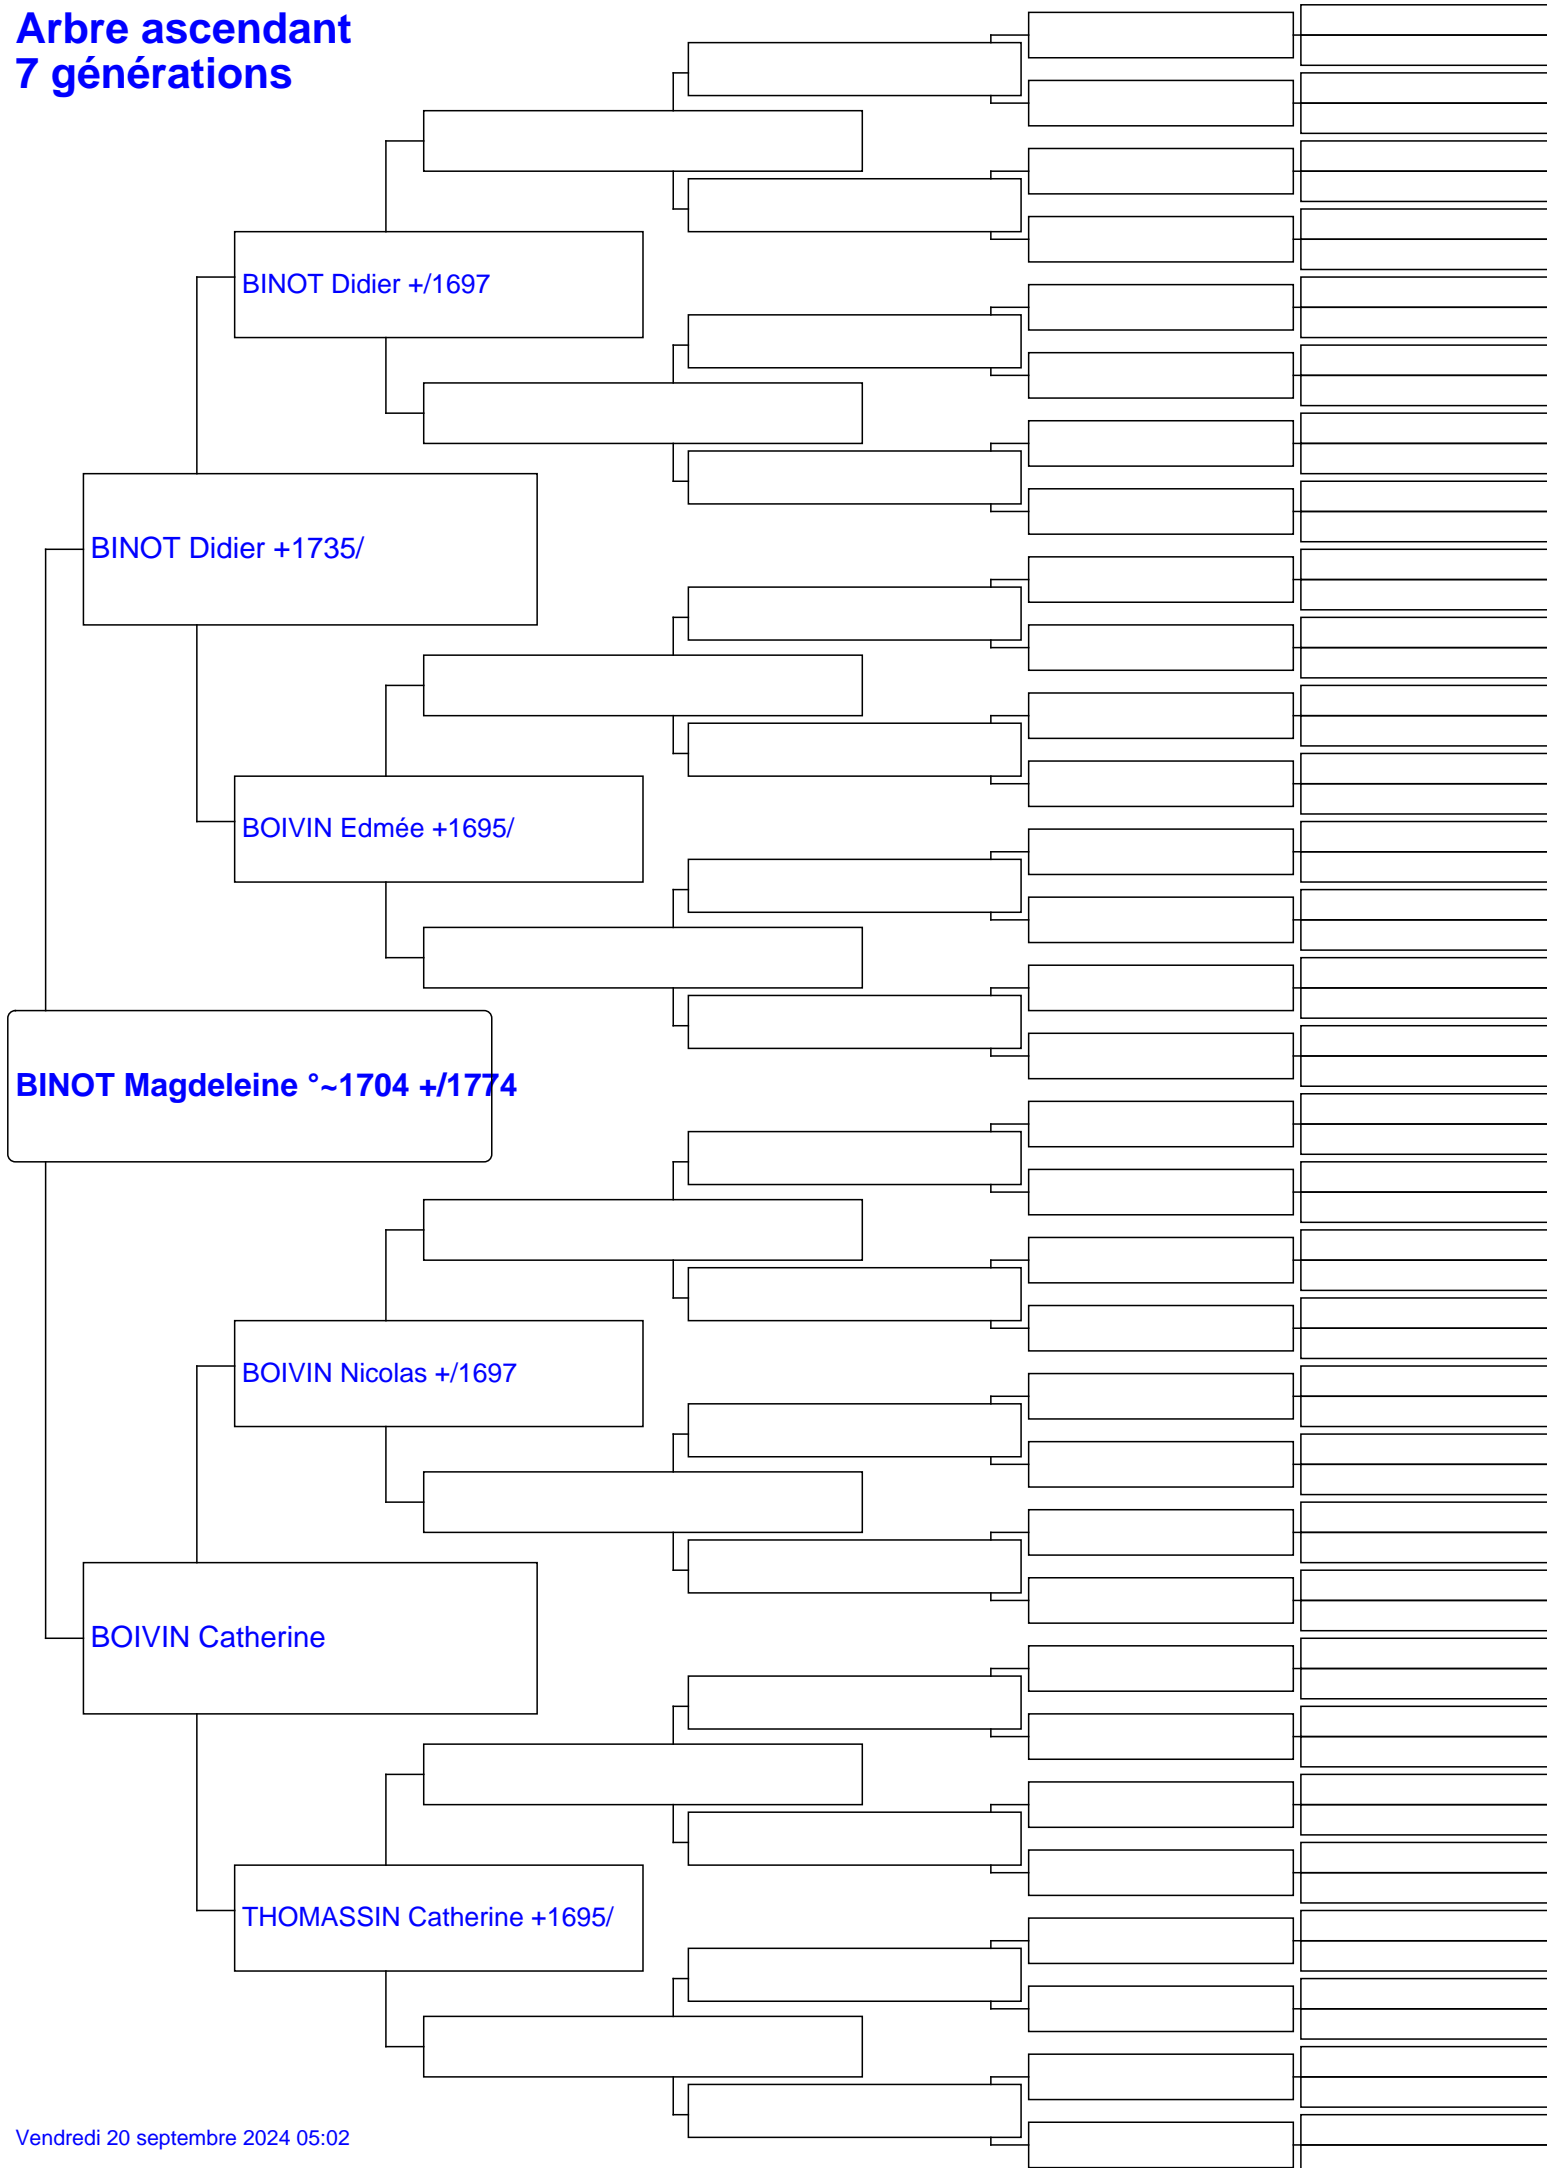 Arbre ascendant
7 générations
BINOT Didier +/1697
BINOT Didier +1735/
BOIVIN Edmée +1695/
BINOT Magdeleine °~1704 +/1774
BOIVIN Nicolas +/1697
BOIVIN Catherine
THOMASSIN Catherine +1695/
Vendredi 20 septembre 2024 05:02